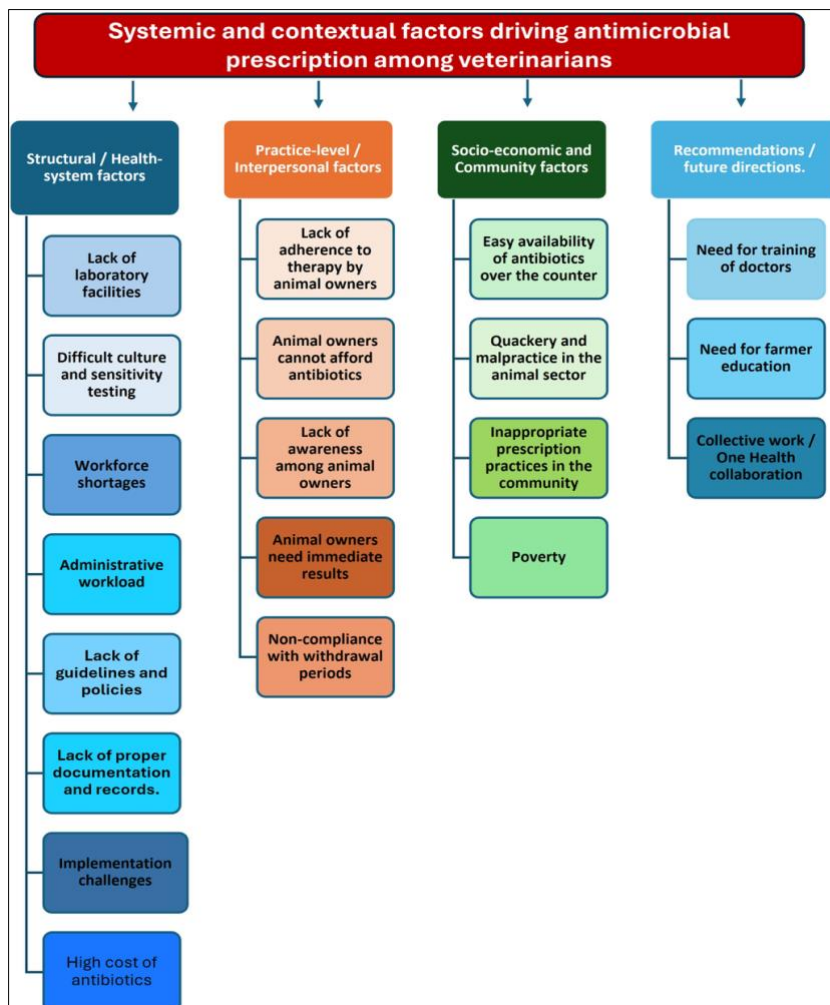 Systemic and contextual factors driving antimicrobial
prescription among veterinarians
Structural / Health-
system factors
Lack of
laboratory
facilities
Difficult culture
and sensitivity
testing
Workforce
shortages
Administrative
workload
Lack of
guidelines and
policies
Lack of proper
documentation
and records.
Implementation
challenges
High cost of
antibiotics
Practice-level /
Interpersonal factors
Lack of
adherence to
therapy by
animal owners
Animal owners
cannot afford
antibiotics
Lack of
awareness among
animal owners
Animal owners
need immediate
results
Non-compliance
with withdrawal
periods
Socio-economic and
Community factors
Easy availability
of antibiotics
over the counter
Quackery and
malpractice in the
animal sector
Inappropriate
prescription
practices in the
community
Poverty
Recommendations /
future directions.
Need for training
of doctors
Need for farmer
education
Collective work /
One Health
collaboration